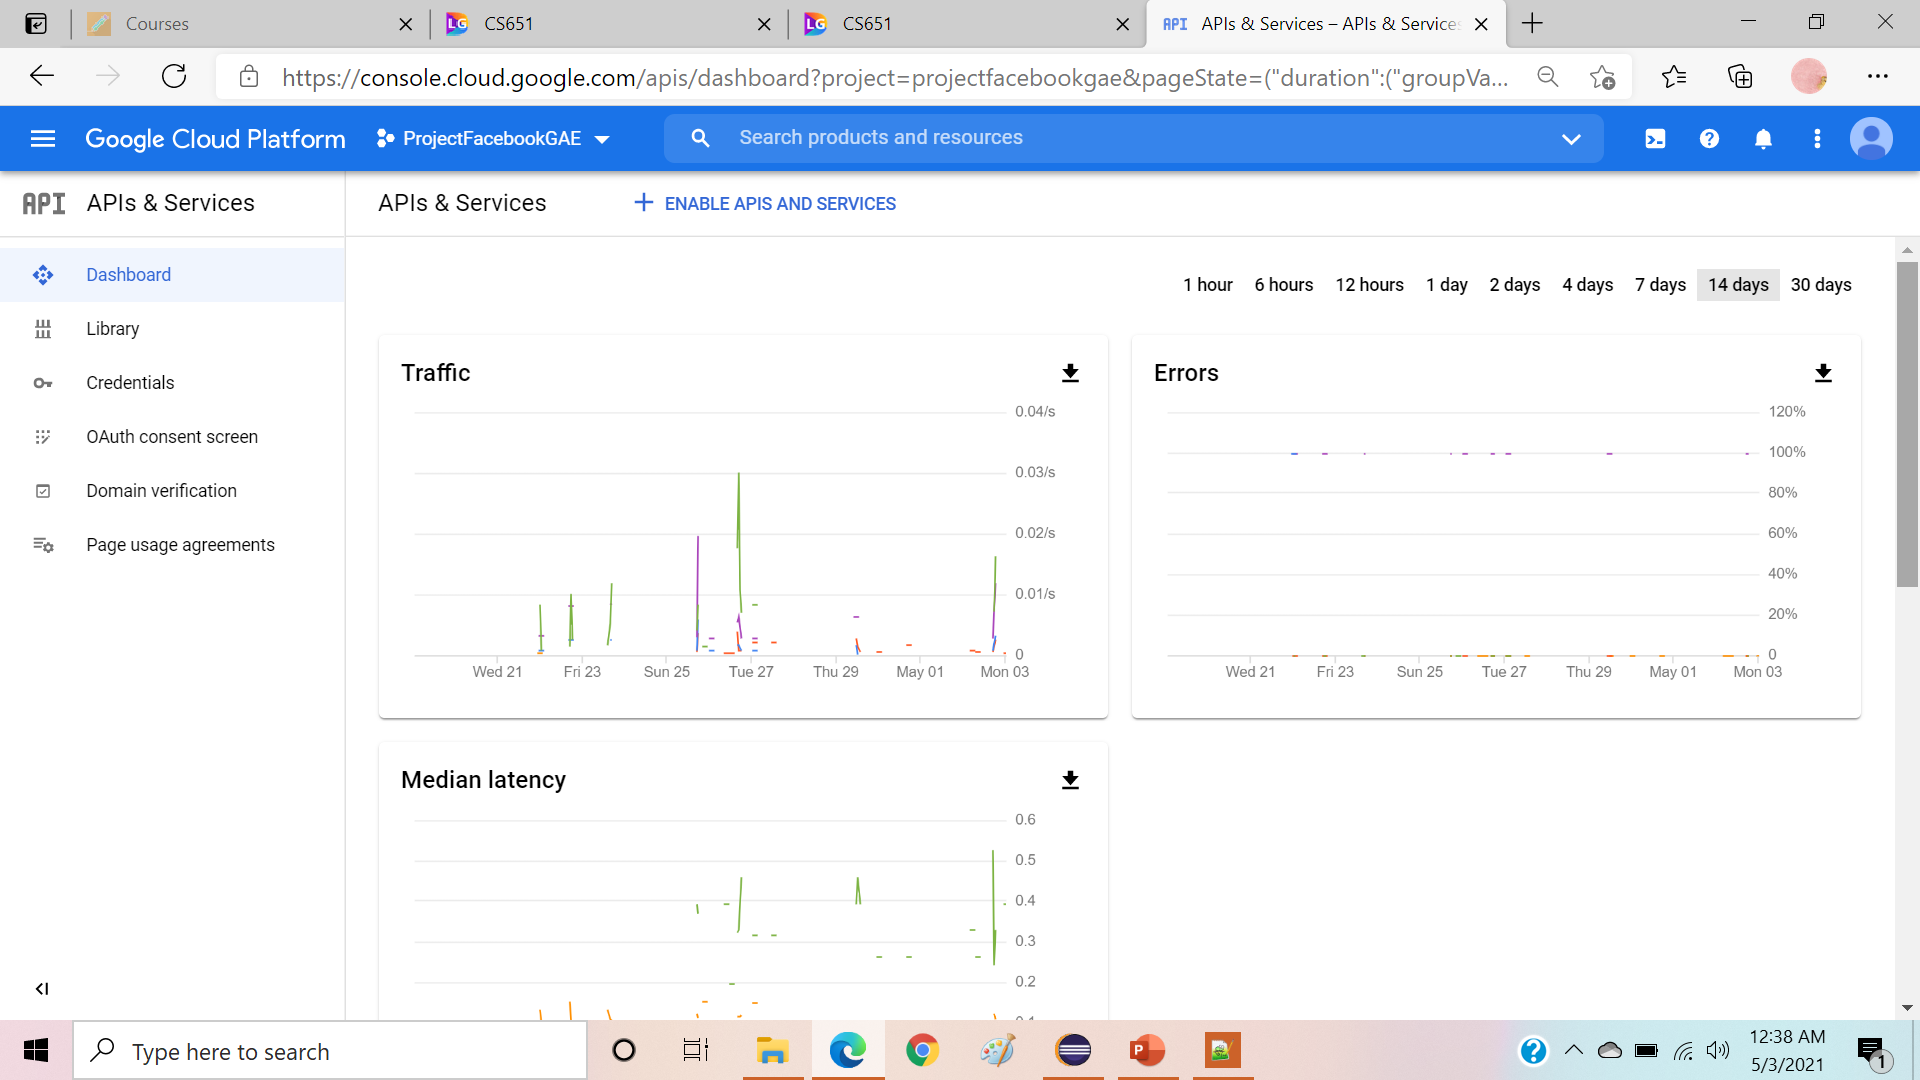 Courses
CS651
CS651
API APIs & Services – APIs & Services
https://console.cloud.google.com/apis/dashboard?project=projectfacebookgae&pageState=("duration":("groupVa...
Google Cloud Platform
ProjectFacebookGAE
Search products and resources
API APIs & Services
APIs & Services
ENABLE APIS AND SERVICES
Dashboard
Library
Credentials
OAuth consent screen
Domain verification
Page usage agreements
1 hour 6 hours 12 hours 1 day 2 days 4 days 7 days 14 days 30 days
Traffic
0.04/s
0.03/s
0.02/s
0.01/s
0
Wed 21 Fri 23 Sun 25 Tue 27 Thu 29 May 01 Mon 03
Errors
120%
100%
80%
60%
40%
20%
0
Wed 21 Fri 23 Sun 25 Tue 27 Thu 29 May 01 Mon 03
Median latency
0.6
0.5
0.4
0.3
0.2
0.1
Type here to search
12:38 AM
5/3/2021
1